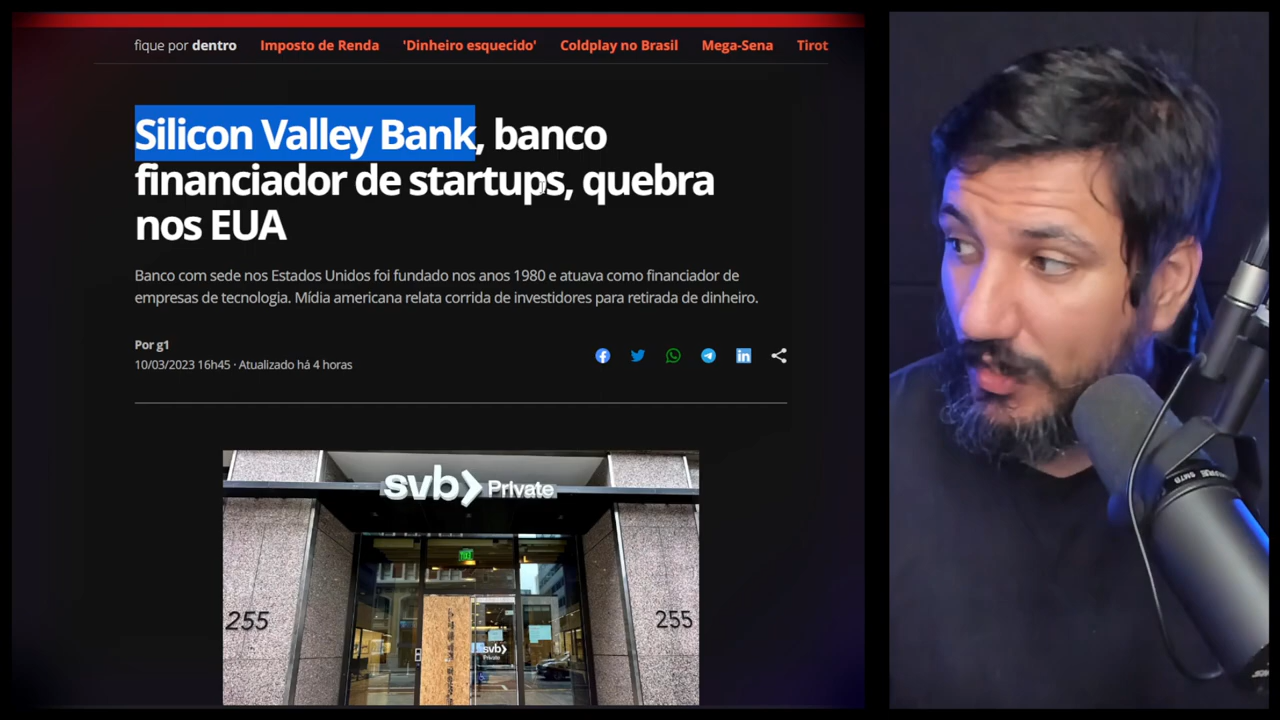 fique por dentro Imposto de Renda 'Dinheiro esquecido' Coldplay no Brasil Mega-Sena Tirot
Silicon Valley Bank, banco
financiador de startups, quebra
nos EUA
Banco com sede nos Estados Unidos foi fundado nos anos 1980 e atuava como financiador de
empresas de tecnologia. Mídia americana relata corrida de investidores para retirada de dinheiro.
Por g1
10/03/2023 16h45 · Atualizado há 4 horas
svb Private
255
255
svb
Private